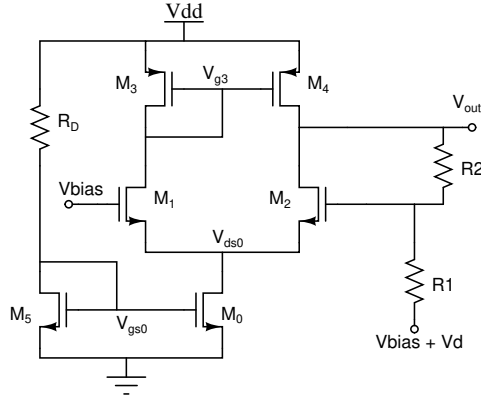 Vdd
M3
Vg3
M4
Vout
RD
R2
Vbias
M1
M2
Vds0
R1
M5
Vgs0
M0
Vbias + Vd